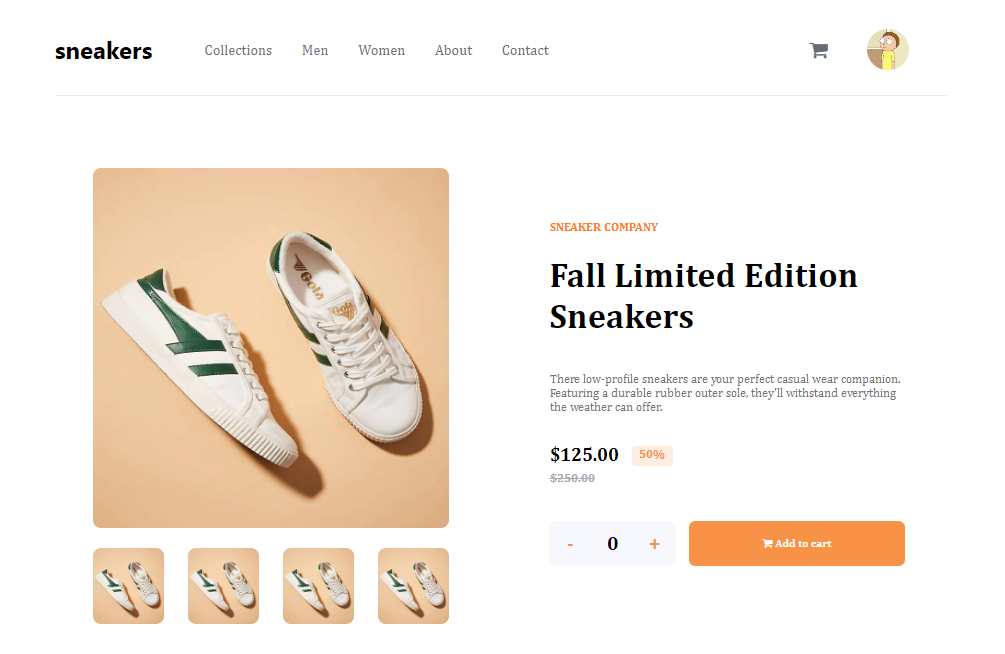 sneakers
Collections
Men
Women
About
Contact
SNEAKER COMPANY
Fall Limited Edition
Sneakers
There low-profile sneakers are your perfect casual wear companion.
Featuring a durable rubber outer sole, they'll withstand everything
the weather can offer.
$125.00
50%
$250.00
-
0
+
Add to cart
Gola
Gola